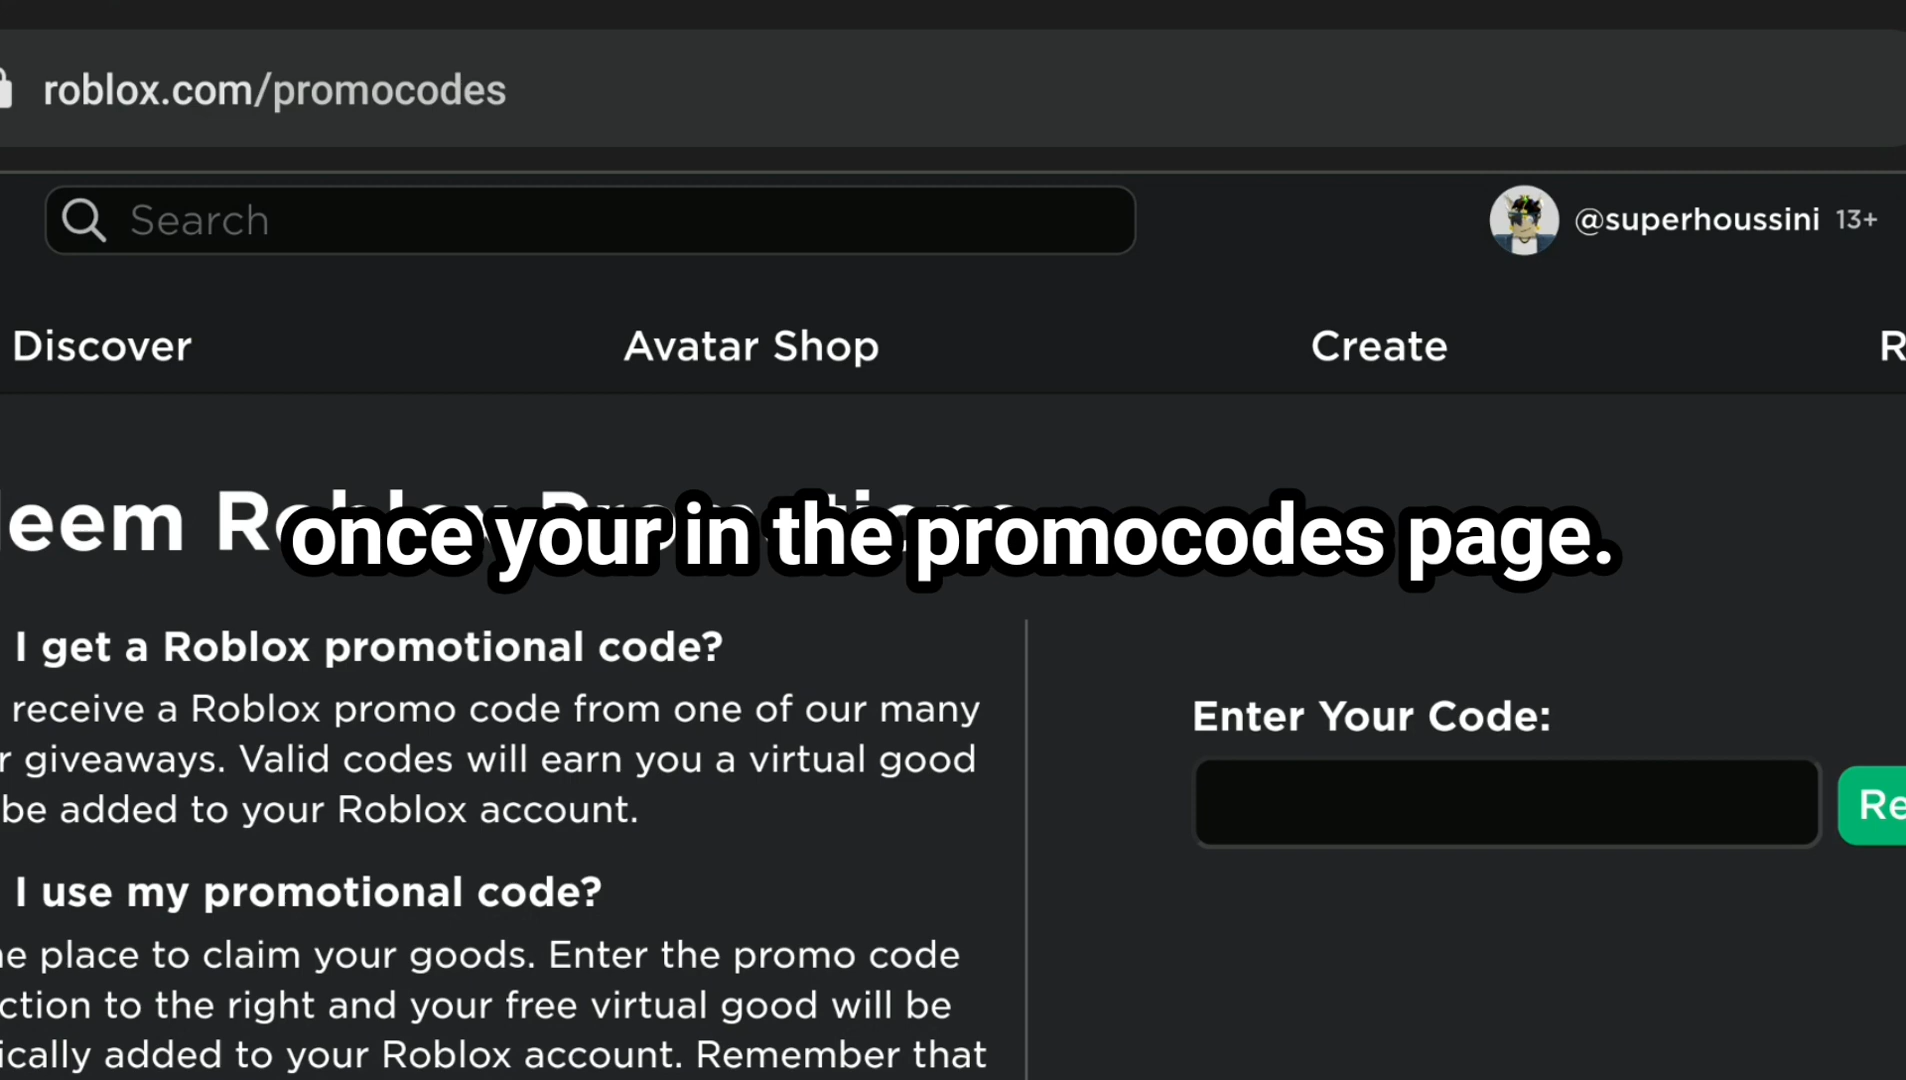 roblox.com/promocodes
Search
@superhoussini 13+
Discover Avatar Shop Create R
leem Roblox Promotions
once your in the promocodes page.
I get a Roblox promotional code?
receive a Roblox promo code from one of our many
r giveaways. Valid codes will earn you a virtual good
be added to your Roblox account.
Enter Your Code:
Re
I use my promotional code?
ne place to claim your goods. Enter the promo code
ction to the right and your free virtual good will be
ically added to your Roblox account. Remember that